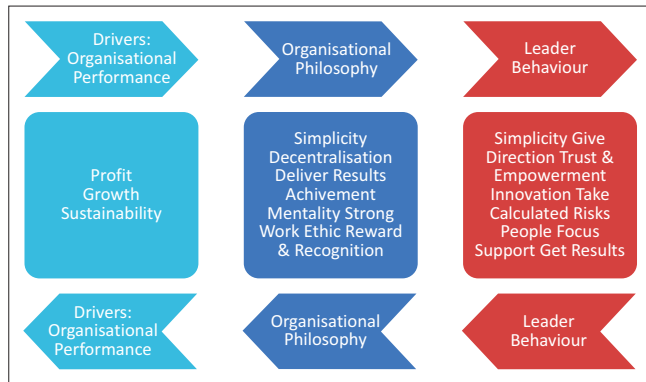 Drivers:
Organisational
Performance
Organisational
Philosophy
Leader
Behaviour
Profit
Growth
Sustainability
Simplicity
Decentralisation
Deliver Results
Achivement
Mentality Strong
Work Ethic Reward
& Recognition
Simplicity Give
Direction Trust &
Empowerment
Innovation Take
Calculated Risks
People Focus
Support Get Results
Drivers:
Organisational
Performance
Organisational
Philosophy
Leader
Behaviour